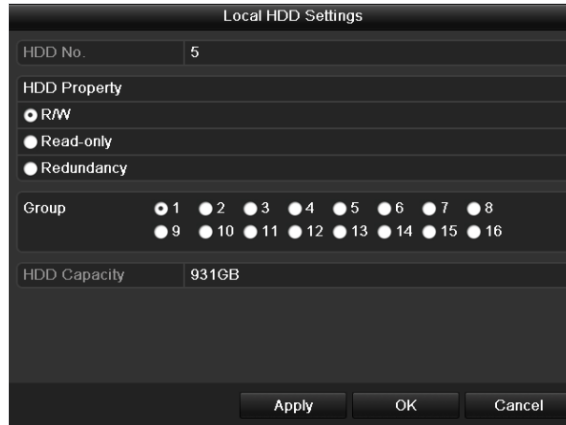 Local HDD Settings
HDD No. 5
HDD Property
R/W
Read-only
Redundancy
Group 1 2 3 4 5 6 7 8
9 10 11 12 13 14 15 16
HDD Capacity 931GB
Apply OK Cancel